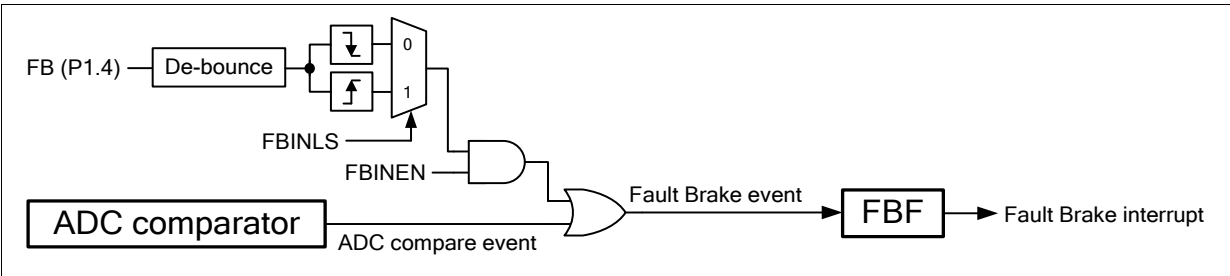 0
FB (P1.4)
De-bounce
1
FBINLS
FBINEN
Fault Brake event
ADC comparator
ADC compare event
FBF
Fault Brake interrupt